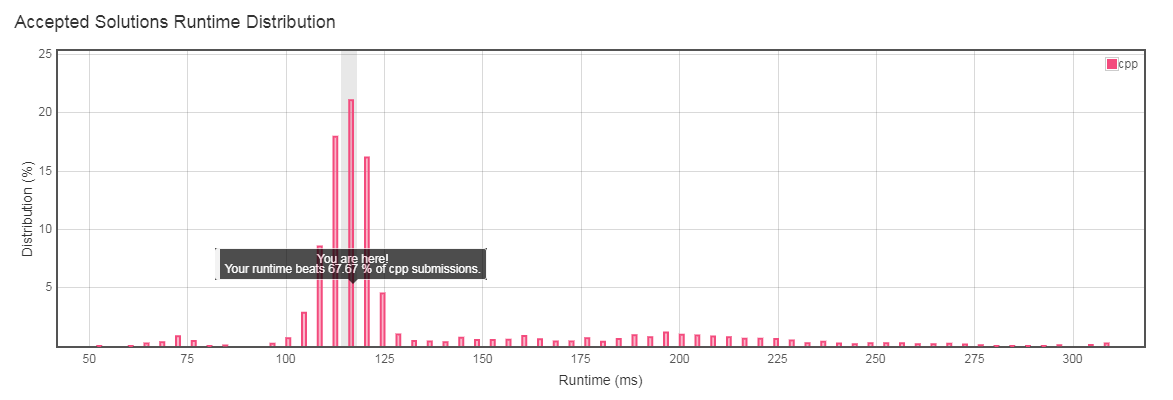 Accepted Solutions Runtime Distribution
25
cpp
20
15
10
5
Distribution (%)
You are here!
Your runtime beats 67.67 % of cpp submissions.
50 75 100 125 150 175 200 225 250 275 300
Runtime (ms)